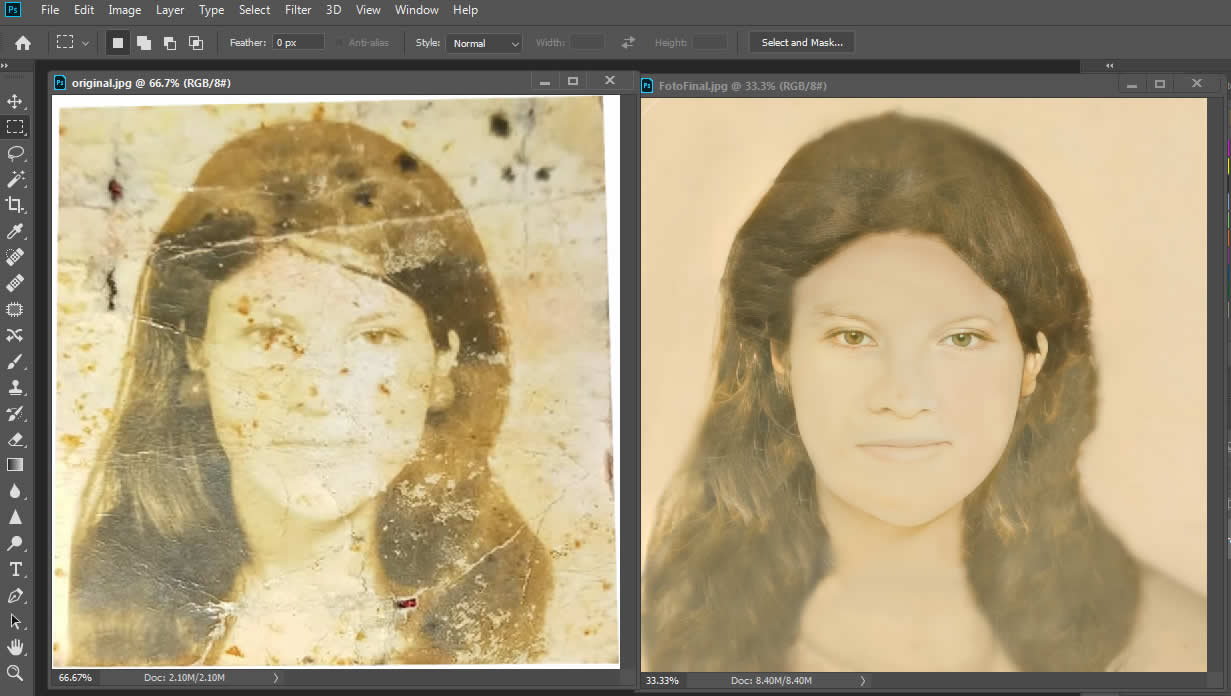 Ps File Edit Image Layer Type Select Filter 3D View Window Help
Feather: 0 px Anti-alias Style: Normal Width: Height: Select and Mask...
Ps original.jpg @ 66.7% (RGB/8#)
Ps FotoFinal.jpg @ 33.3% (RGB/8#)
T
66.67% Doc: 2.10M/2.10M
33.33% Doc: 8.40M/8.40M